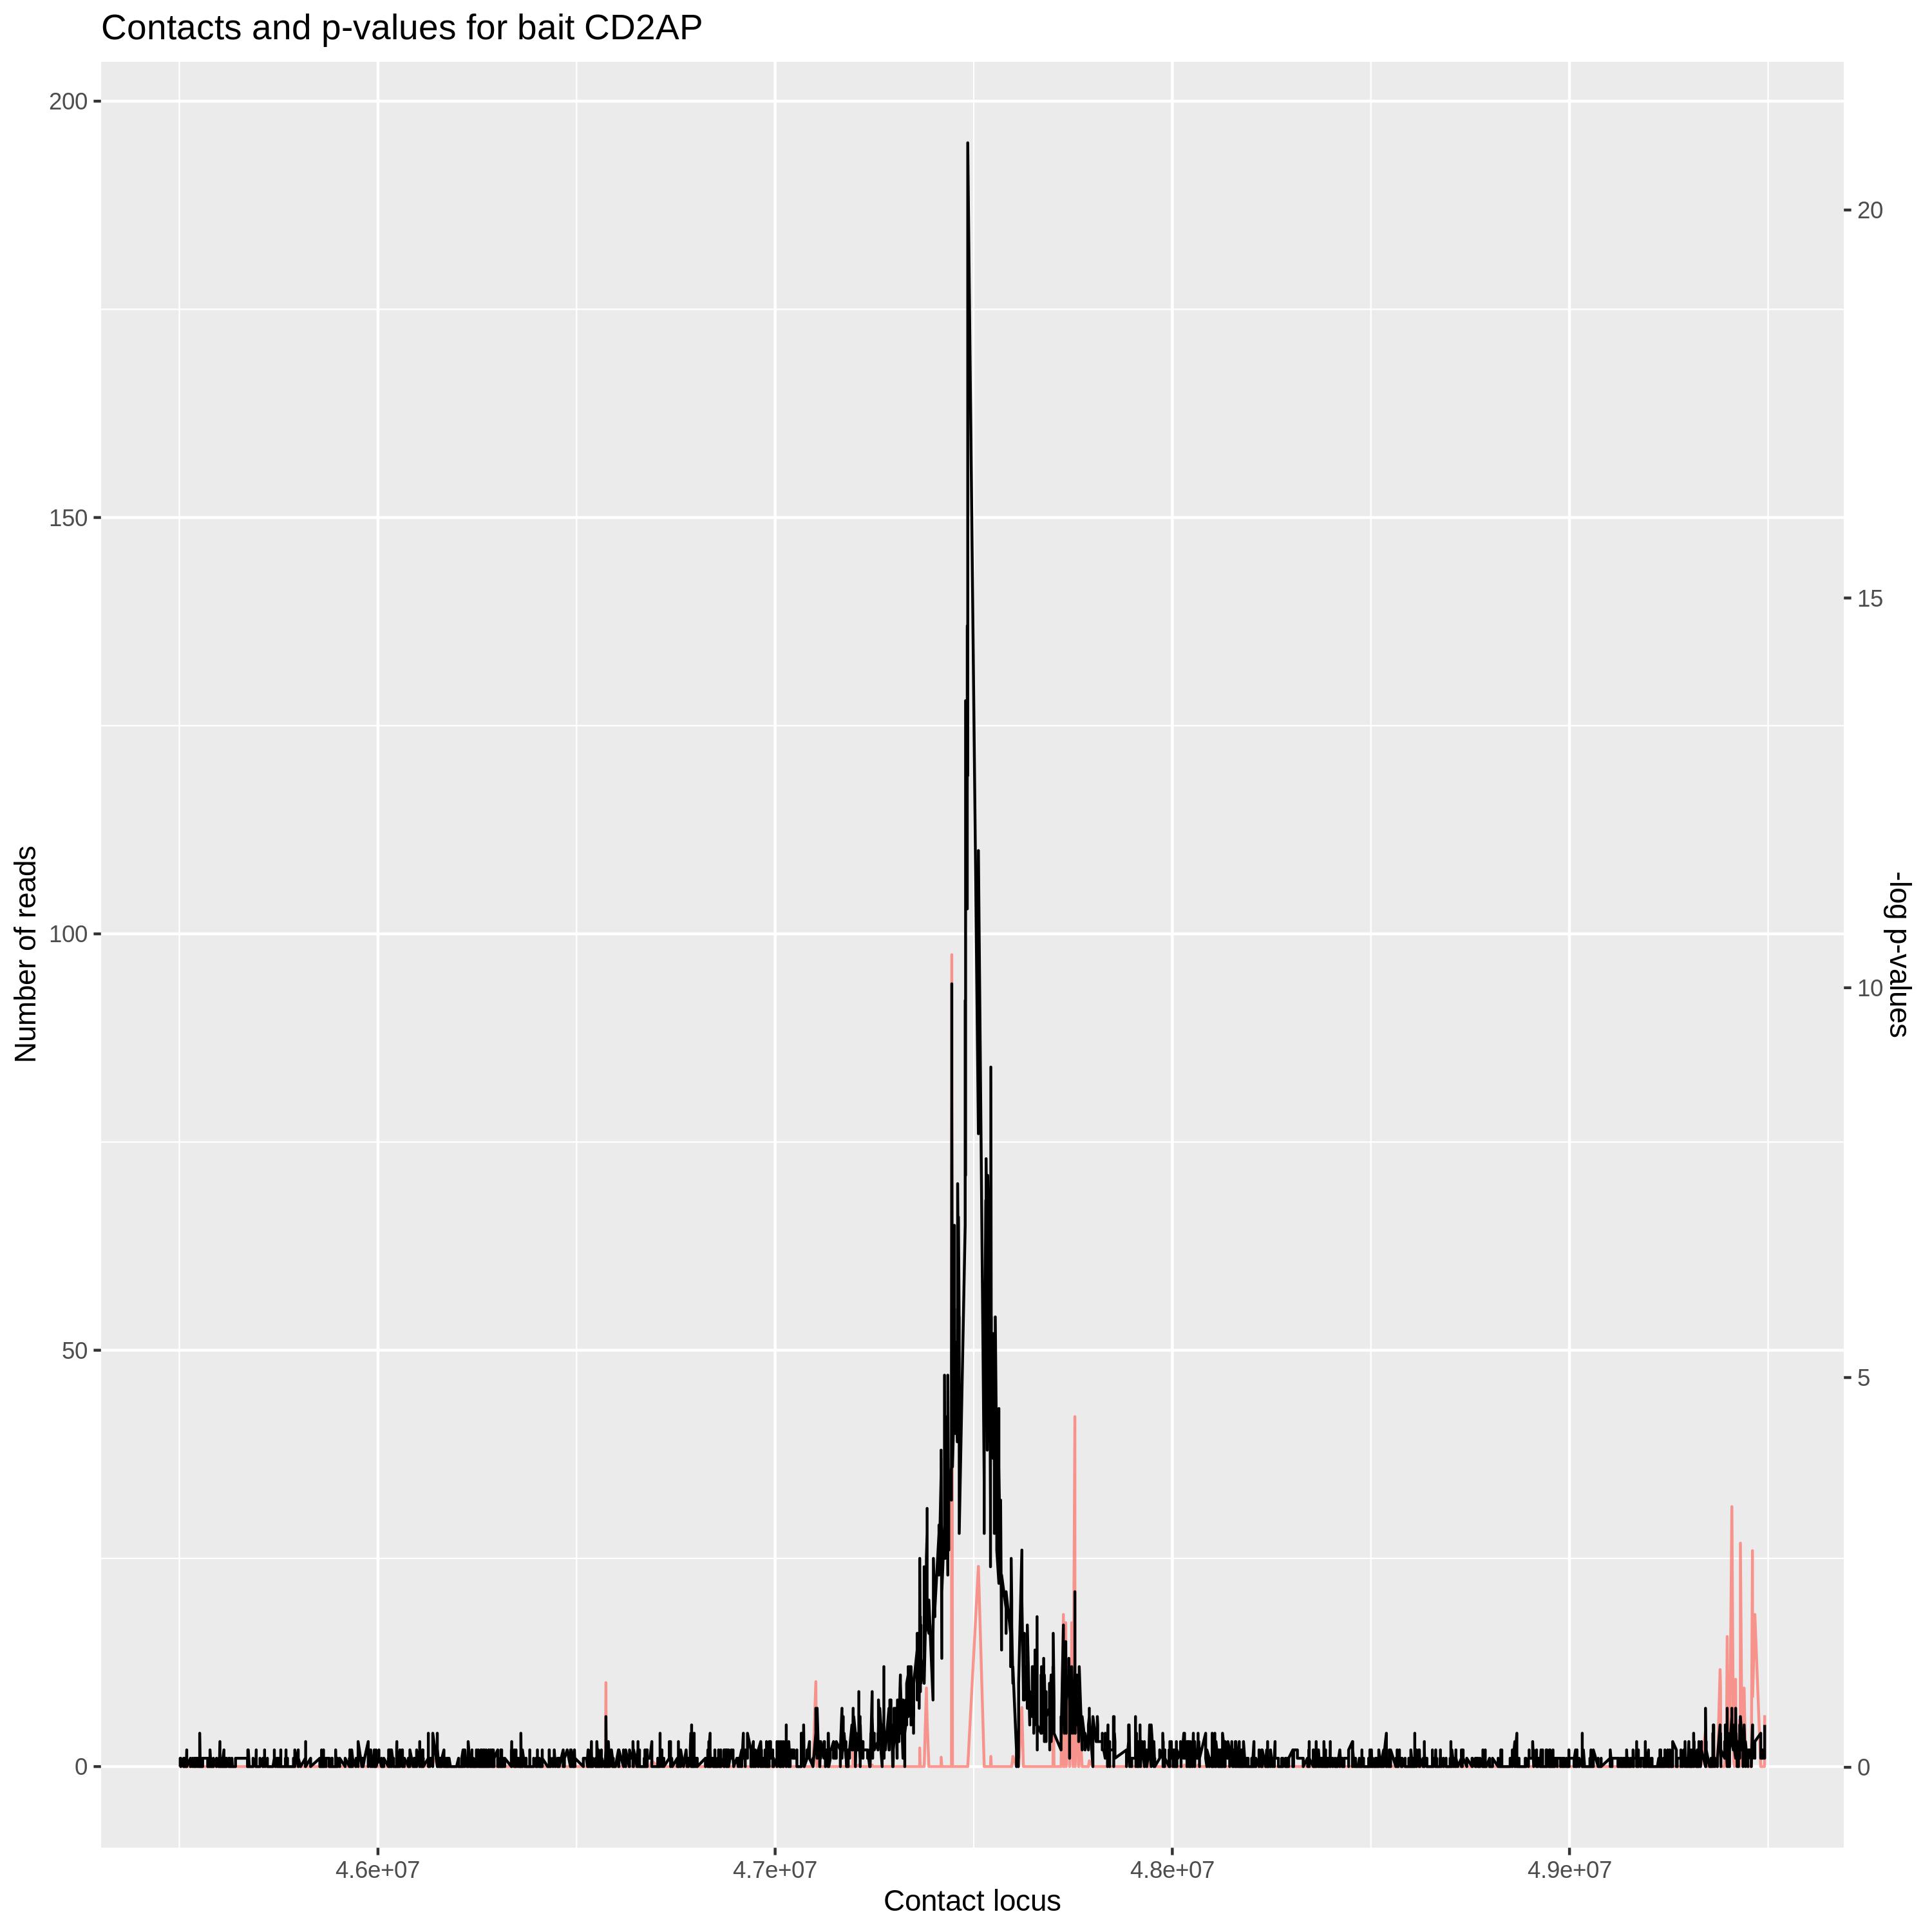 Contacts and p-values for bait CD2AP
200
150
100
50
0
Number of reads
20
15
10
5
0
-log p-values
4.6e+07
4.7e+07
4.8e+07
4.9e+07
Contact locus